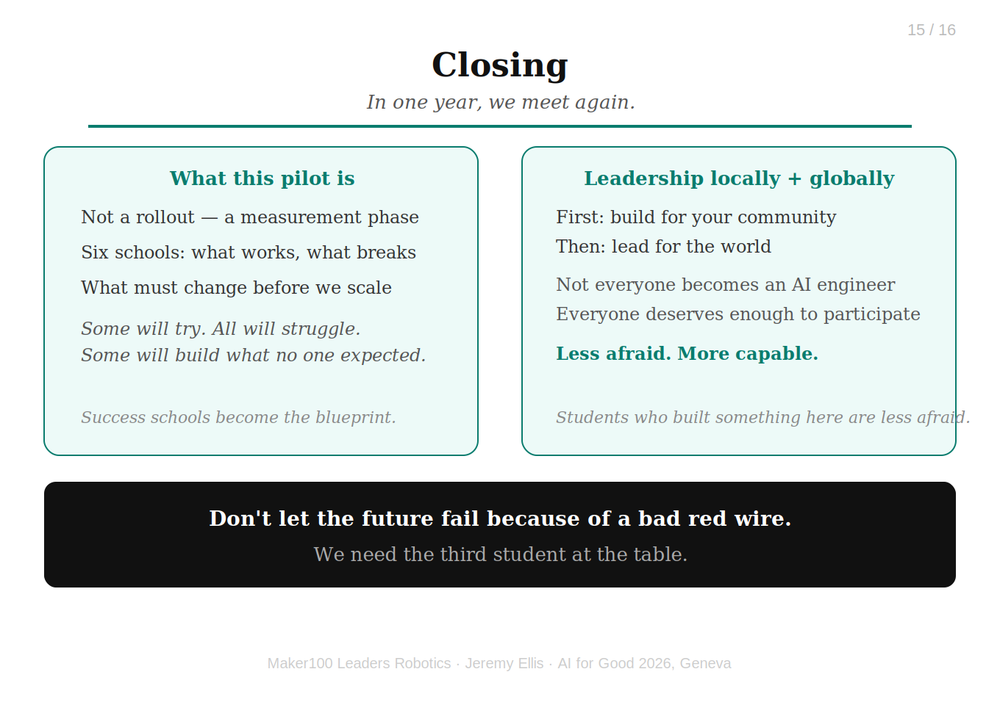 15 / 16
Closing
In one year, we meet again.
What this pilot is
Not a rollout — a measurement phase
Six schools: what works, what breaks
What must change before we scale
Some will try. All will struggle.
Some will build what no one expected.
Success schools become the blueprint.
Leadership locally + globally
First: build for your community
Then: lead for the world
Not everyone becomes an AI engineer
Everyone deserves enough to participate
Less afraid. More capable.
Students who built something here are less afraid.
Don't let the future fail because of a bad red wire.
We need the third student at the table.
Maker100 Leaders Robotics · Jeremy Ellis · AI for Good 2026, Geneva